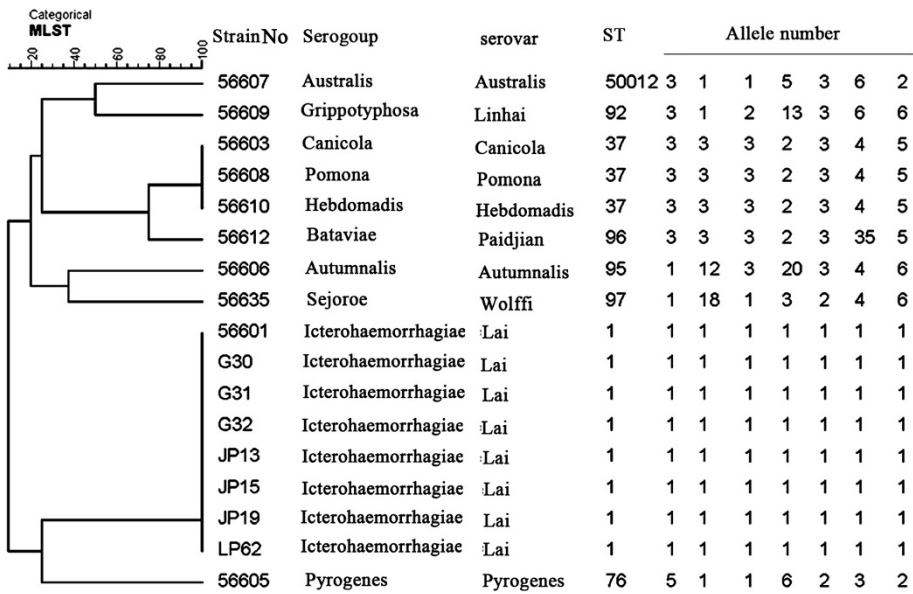 Categorical
MLST
20 40 60 80 100
StrainNo Serogoup serovar ST Allele number
56607 Australis Australis 50012 3 1 1 5 3 6 2
56609 Grippotyphosa Linhai 92 3 1 2 13 3 6 6
56603 Canicola Canicola 37 3 3 3 2 3 4 5
56608 Pomona Pomona 37 3 3 3 2 3 4 5
56610 Hebdomadis Hebdomadis 37 3 3 3 2 3 4 5
56612 Bataviae Paidjian 96 3 3 3 2 3 35 5
56606 Autumnalis Autumnalis 95 1 12 3 20 3 4 6
56635 Sejoroe Wolffi 97 1 18 1 3 2 4 6
56601 Icterohaemorrhagiae Lai 1 1 1 1 1 1 1 1
G30 Icterohaemorrhagiae Lai 1 1 1 1 1 1 1 1
G31 Icterohaemorrhagiae Lai 1 1 1 1 1 1 1 1
G32 Icterohaemorrhagiae Lai 1 1 1 1 1 1 1 1
JP13 Icterohaemorrhagiae Lai 1 1 1 1 1 1 1 1
JP15 Icterohaemorrhagiae Lai 1 1 1 1 1 1 1 1
JP19 Icterohaemorrhagiae Lai 1 1 1 1 1 1 1 1
LP62 Icterohaemorrhagiae Lai 1 1 1 1 1 1 1 1
56605 Pyrogenes Pyrogenes 76 5 1 1 6 2 3 2